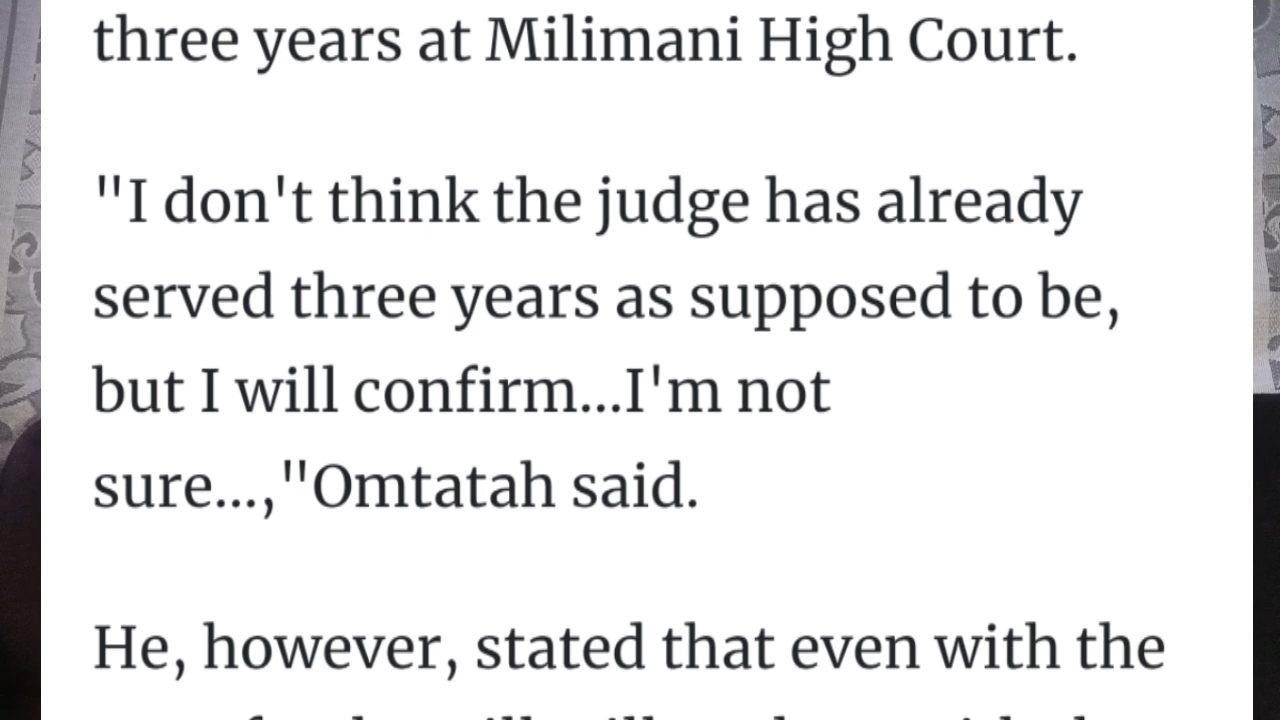 three years at Milimani High Court.
"I don't think the judge has already
served three years as supposed to be,
but I will confirm...I'm not
sure...,"Omtatah said.
He, however, stated that even with the